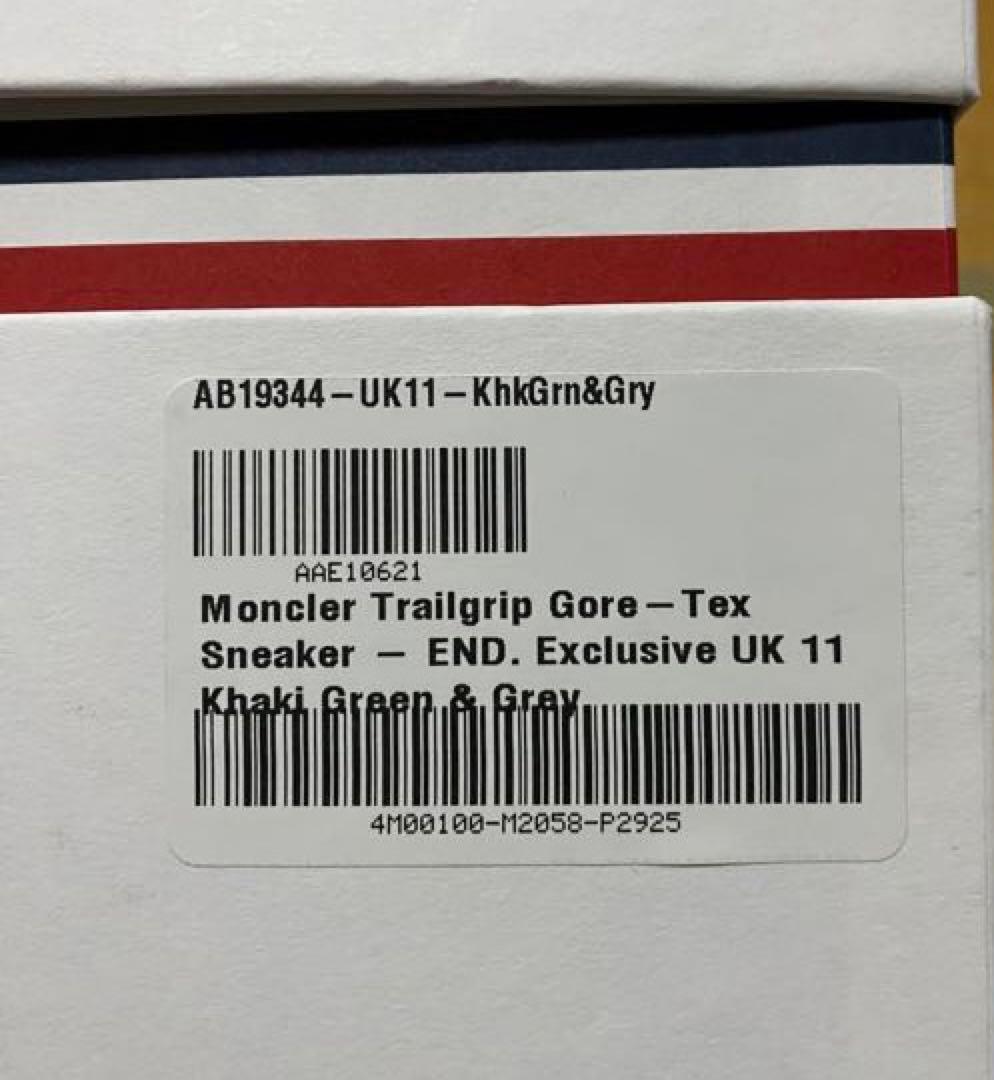 AB19344-UK11-KhkGrn&Gry
AAE10621
Moncler Trailgrip Gore-Tex
Sneaker - END. Exclusive UK 11
Khaki Green & Grey
4M00100-M2058-P2925